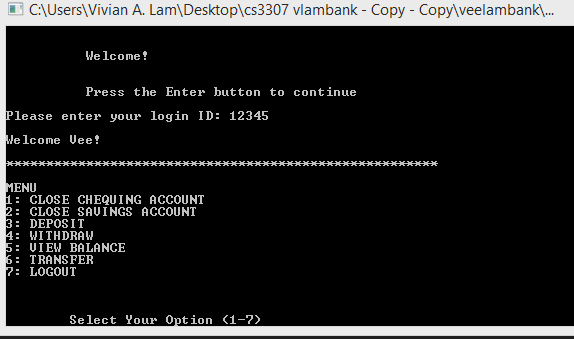 C:\Users\Vivian A. Lam\Desktop\cs3307 vlambank - Copy - Copy\veelambank\...
Welcome!
Press the Enter button to continue
Please enter your login ID: 12345
Welcome Vee!
******************************************************
MENU
1: CLOSE CHEQUING ACCOUNT
2: CLOSE SAVINGS ACCOUNT
3: DEPOSIT
4: WITHDRAW
5: VIEW BALANCE
6: TRANSFER
7: LOGOUT
Select Your Option (1-7)